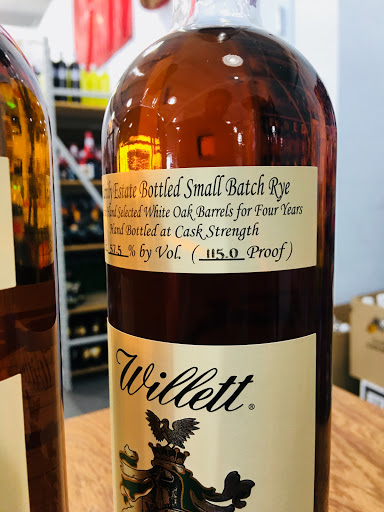 Estate Bottled Small Batch Rye
Selected White Oak Barrels for Four Years
Hand Bottled at Cask Strength
57.5 % by Vol. ( 115.0 Proof )
Willett ®